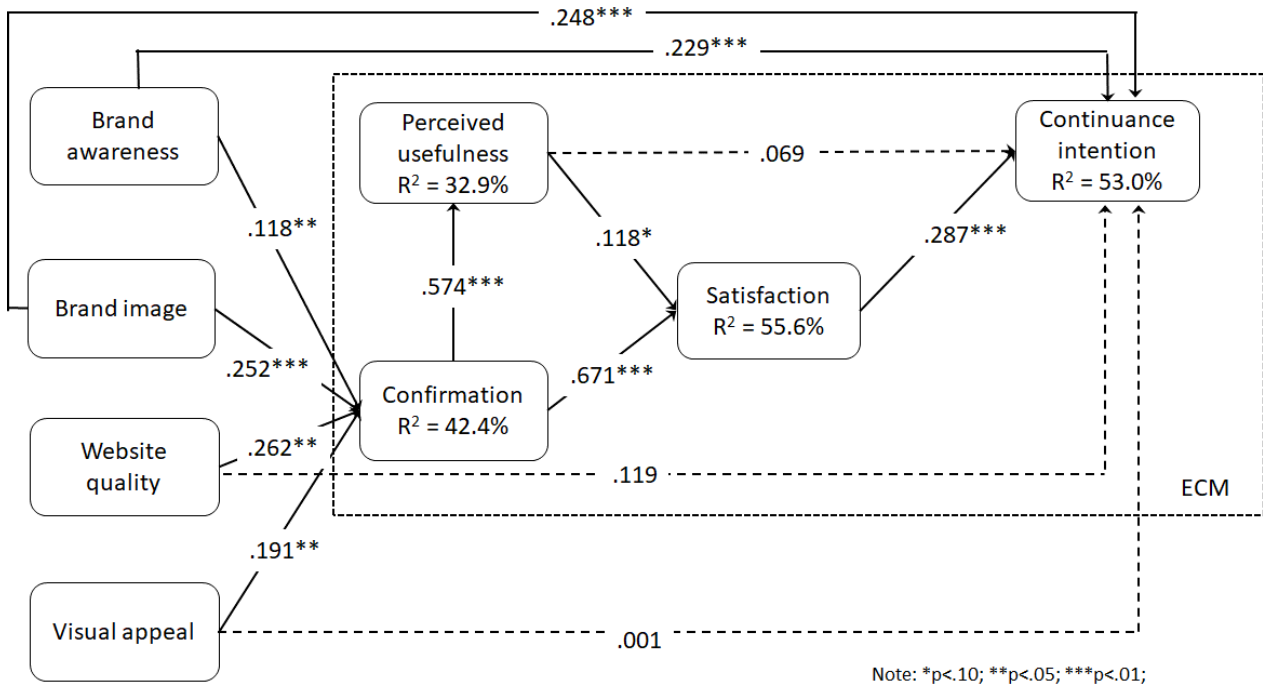 .248***
.229***
Brand
awareness
Perceived
usefulness
R² = 32.9%
Continuance
intention
R² = 53.0%
.069
.118**
.118*
.287***
.574***
Brand image
Satisfaction
R² = 55.6%
.252***
Confirmation
R² = 42.4%
.671***
Website
quality
.262**
.119
ECM
.191**
Visual appeal
.001
Note: *p<.10; **p<.05; ***p<.01;